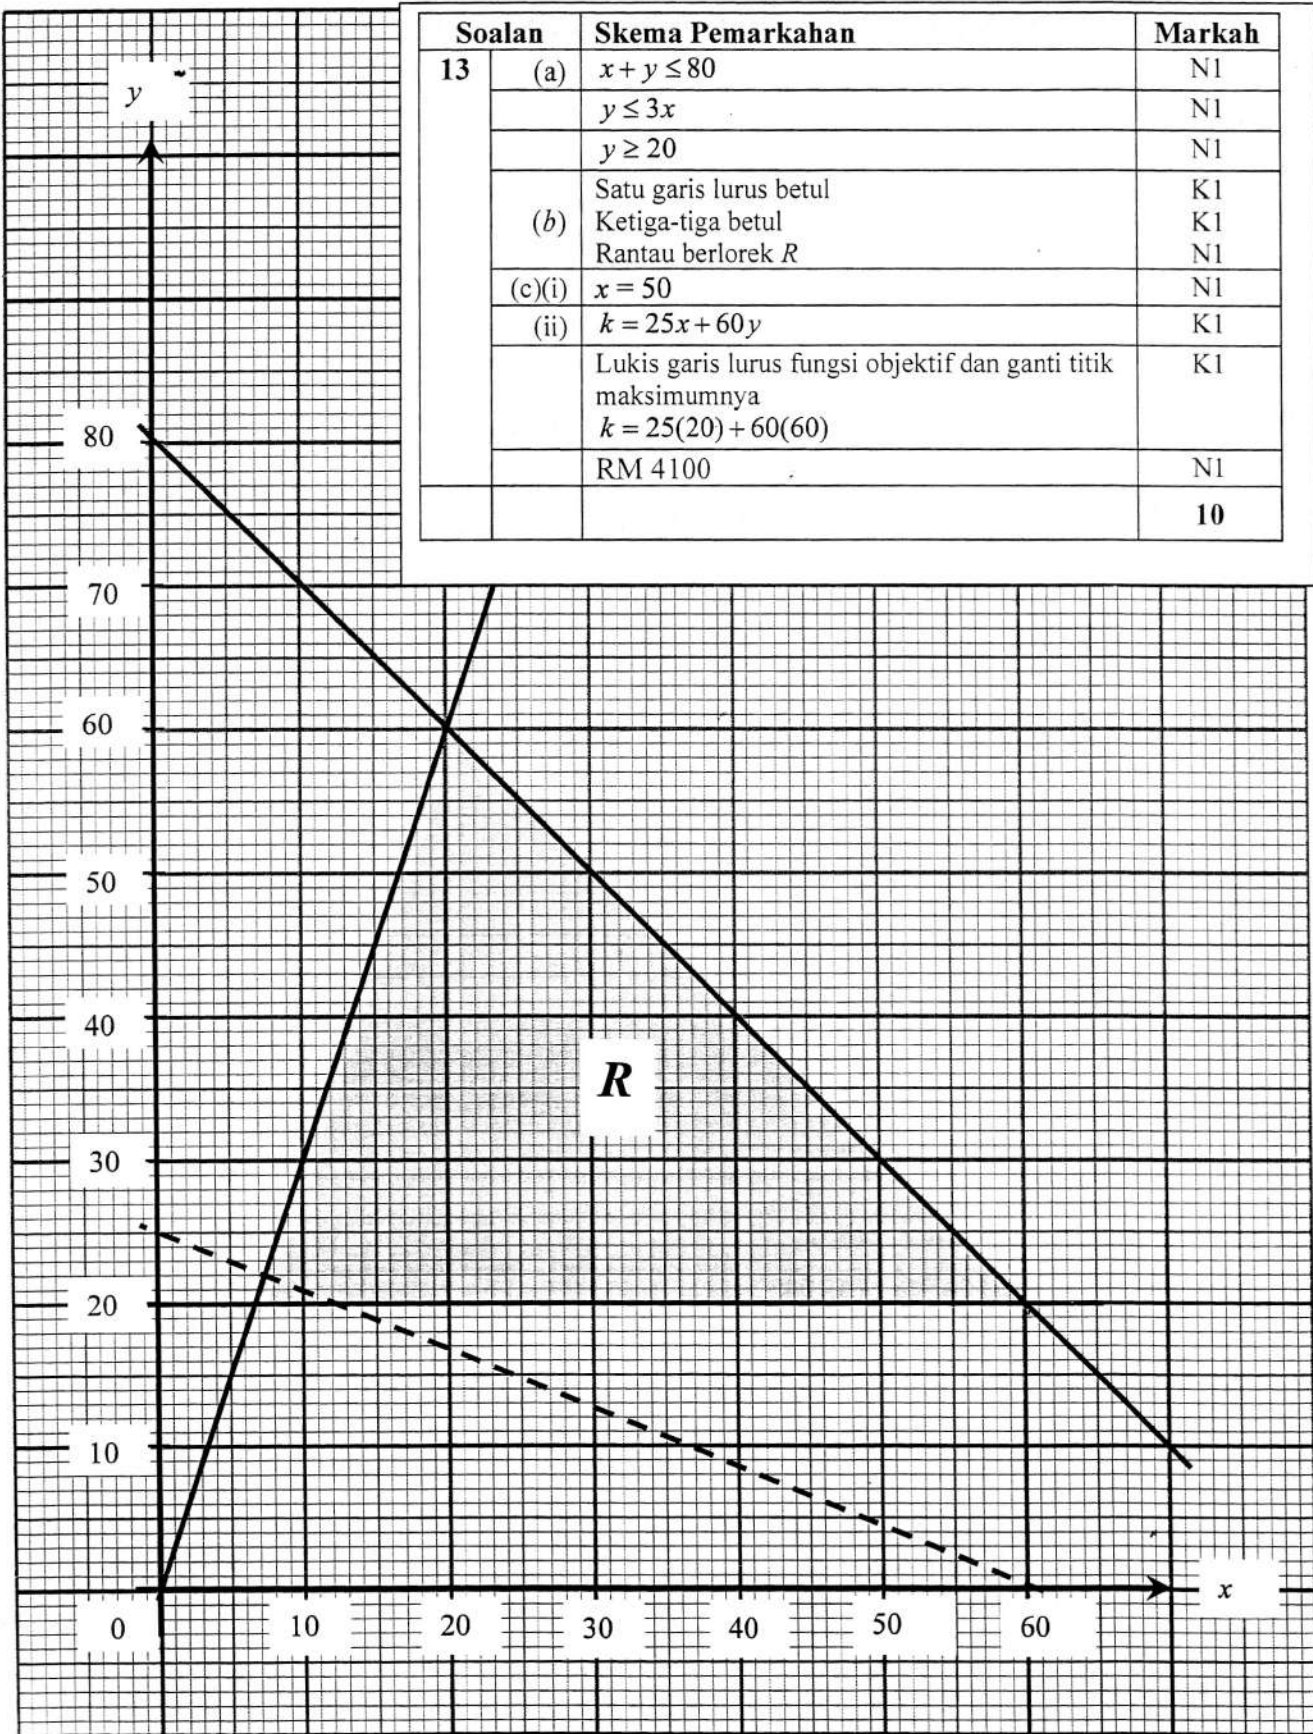 Soalan Skema Pemarkahan Markah
13 (a) x + y ≤ 80 N1
y ≤ 3x N1
y ≥ 20 N1
Satu garis lurus betul K1
(b) Ketiga-tiga betul K1
Rantau berlorek R N1
(c)(i) x = 50 N1
(ii) k = 25x + 60y K1
Lukis garis lurus fungsi objektif dan ganti titik K1
maksimumnya
k = 25(20) + 60(60)
RM 4100 N1
10
y
80
70
60
50
40
R
30
20
10
x
0 10 20 30 40 50 60